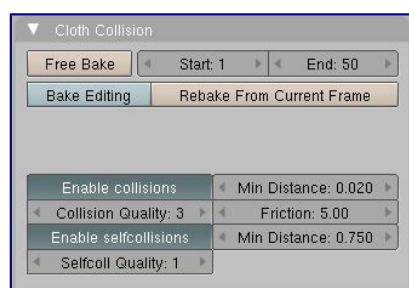 Cloth Collision
Free Bake Start: 1 End: 50
Bake Editing Rebake From Current Frame
Enable collisions Min Distance: 0.020
Collision Quality: 3 Friction: 5.00
Enable selfcollisions Min Distance: 0.750
Selfcoll Quality: 1